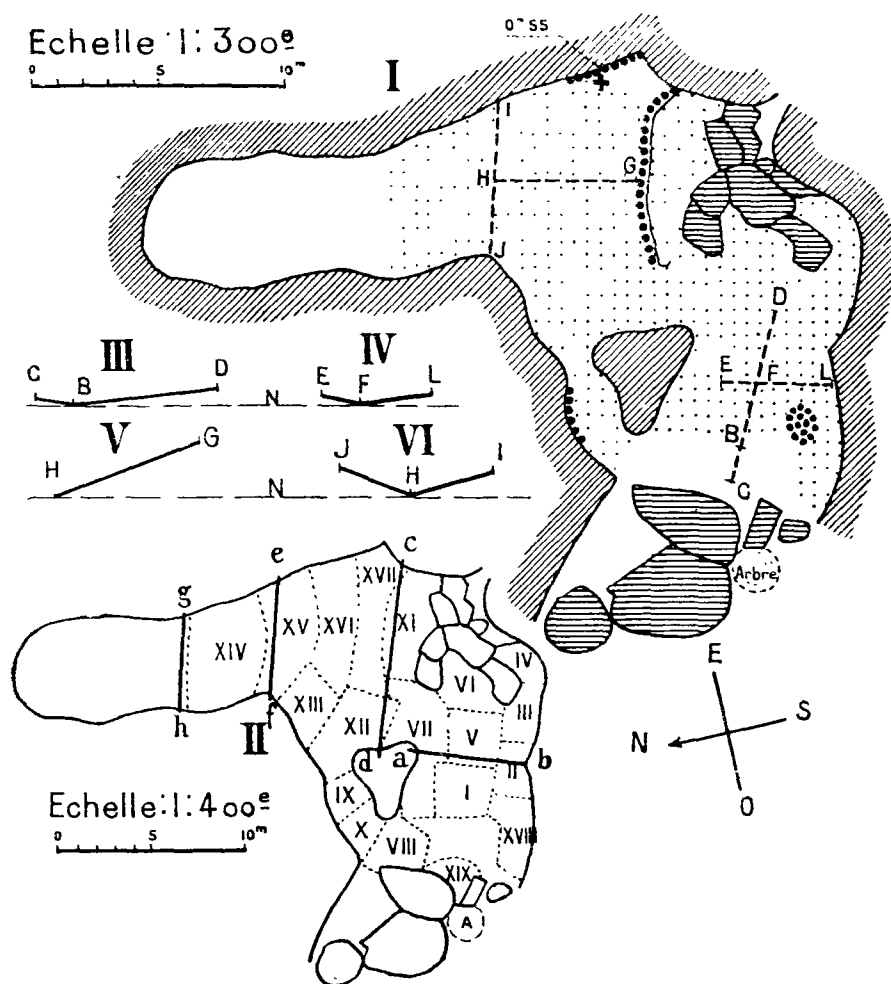 Echelle 1:300e
0 5 10m
I
0m55
I
H
G
J
D
E F L
B
C
Arbre
III
C B D
IV
E F L
N
V
H G
VI
J H I
N
E
N S
O
II
g e c
XVII
XIV XV XVI XI
IV
VI
III
XIII
XII VII V
h f d a b
II
IX I
X VIII XVIII
XIX
A
Echelle:1:400e
0 5 10m